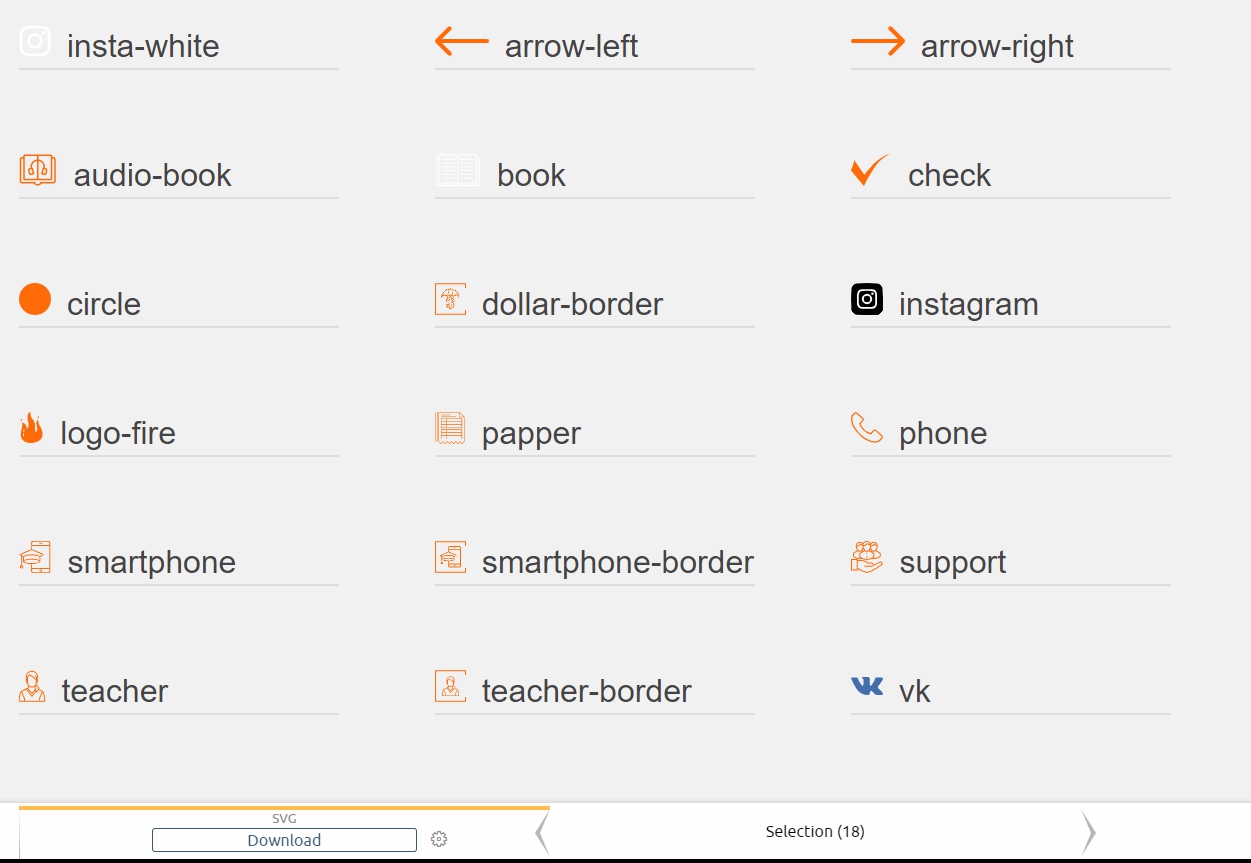 insta-white
arrow-left
arrow-right
audio-book
book
check
circle
dollar-border
instagram
logo-fire
papper
phone
smartphone
smartphone-border
support
teacher
teacher-border
vk
SVG
Download
Selection (18)